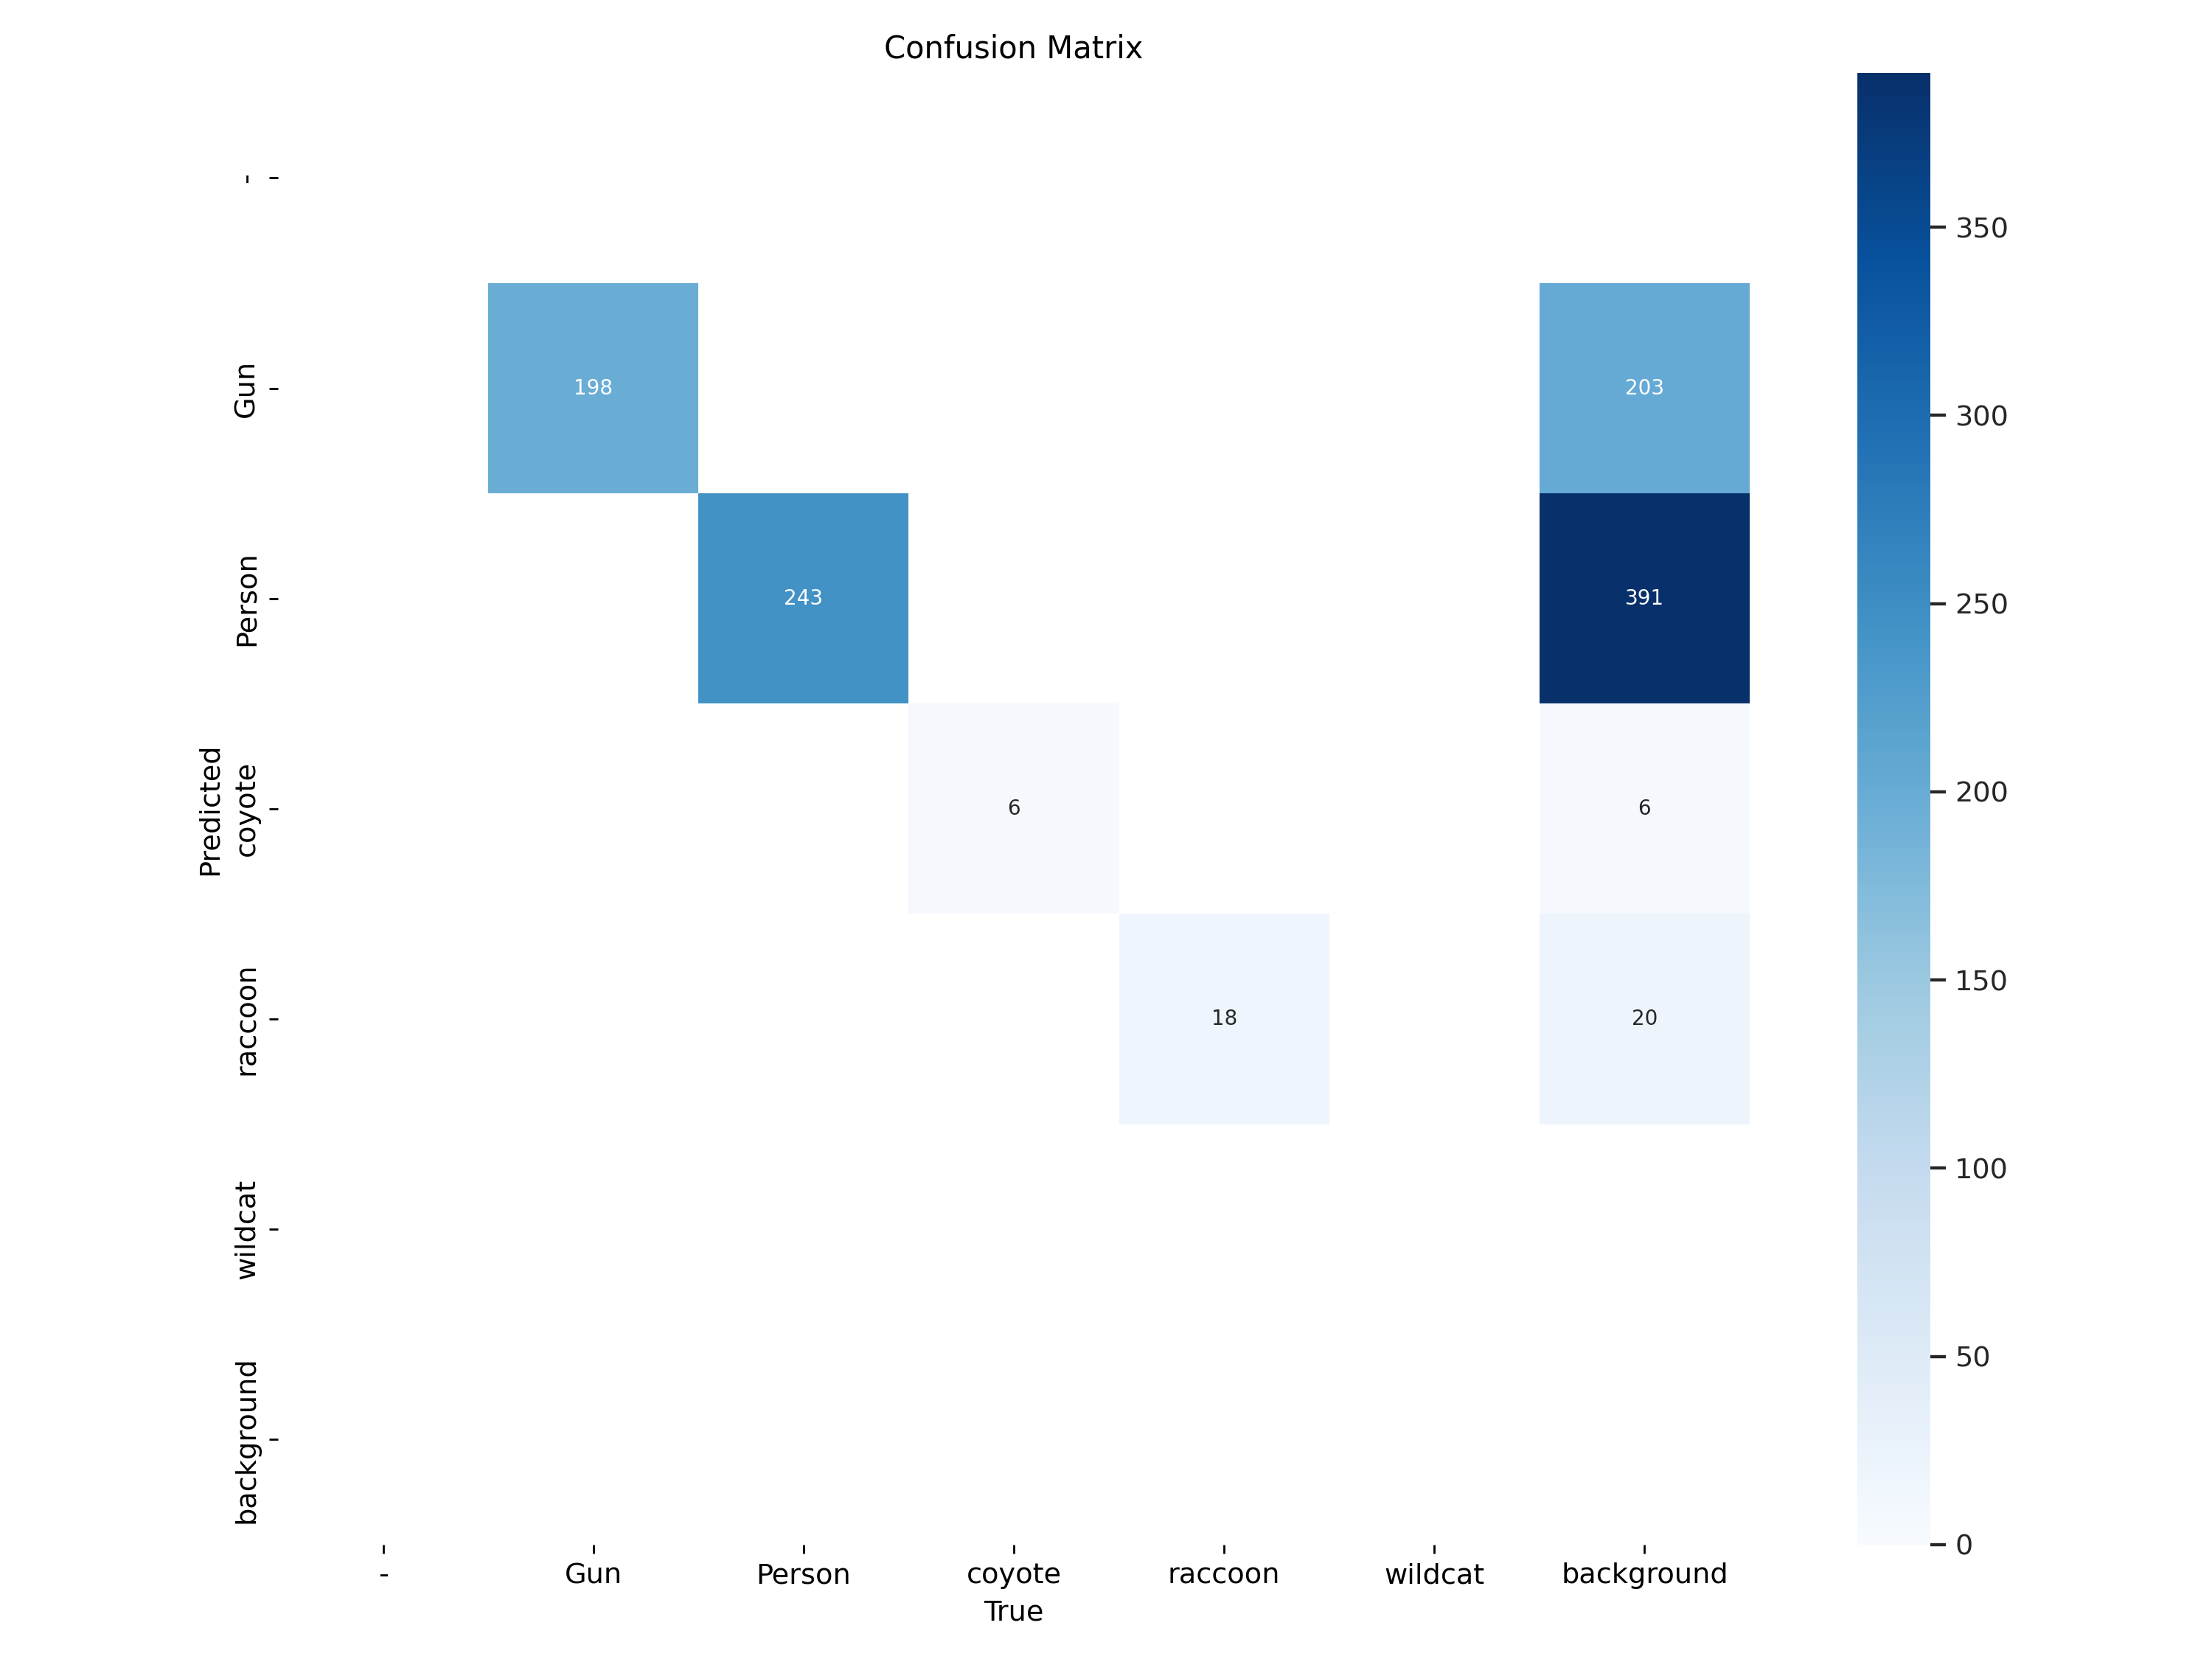 Confusion Matrix
-
Gun
Person
coyote
raccoon
wildcat
background
Predicted
198
203
243
391
6
6
18
20
-
Gun
Person
coyote
raccoon
wildcat
background
True
350
300
250
200
150
100
50
0